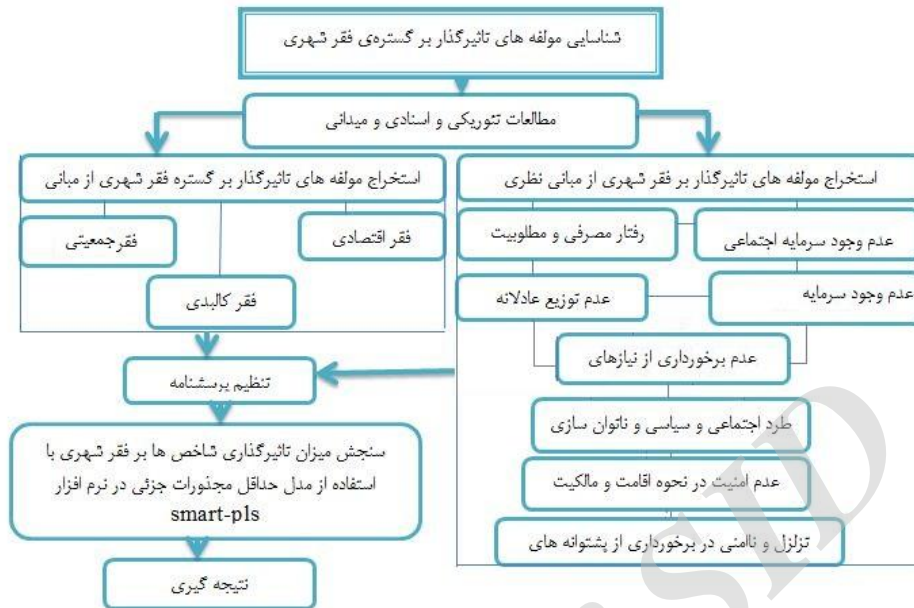 شناسایی مولفه های تاثیرگذار بر گستره‌ی فقر شهری
مطالعات تئوریکی و اسنادی و میدانی
استخراج مولفه های تاثیرگذار بر فقر شهری از مبانی نظری
عدم وجود سرمایه اجتماعی
رفتار مصرفی و مطلوبیت
عدم وجود سرمایه
عدم توزیع عادلانه
عدم برخورداری از نیازهای
طرد اجتماعی و سیاسی و ناتوان سازی
عدم امنیت در نحوه اقامت و مالکیت
تزلزل و ناامنی در برخورداری از پشتوانه های
استخراج مولفه های تاثیرگذار بر گستره فقر شهری از مبانی
فقر اقتصادی
فقر جمعیتی
فقر کالبدی
تنظیم پرسشنامه
سنجش میزان تاثیرگذاری شاخص ها بر فقر شهری با
استفاده از مدل حداقل مجذورات جزئی در نرم افزار
smart-pls
نتیجه گیری
SID